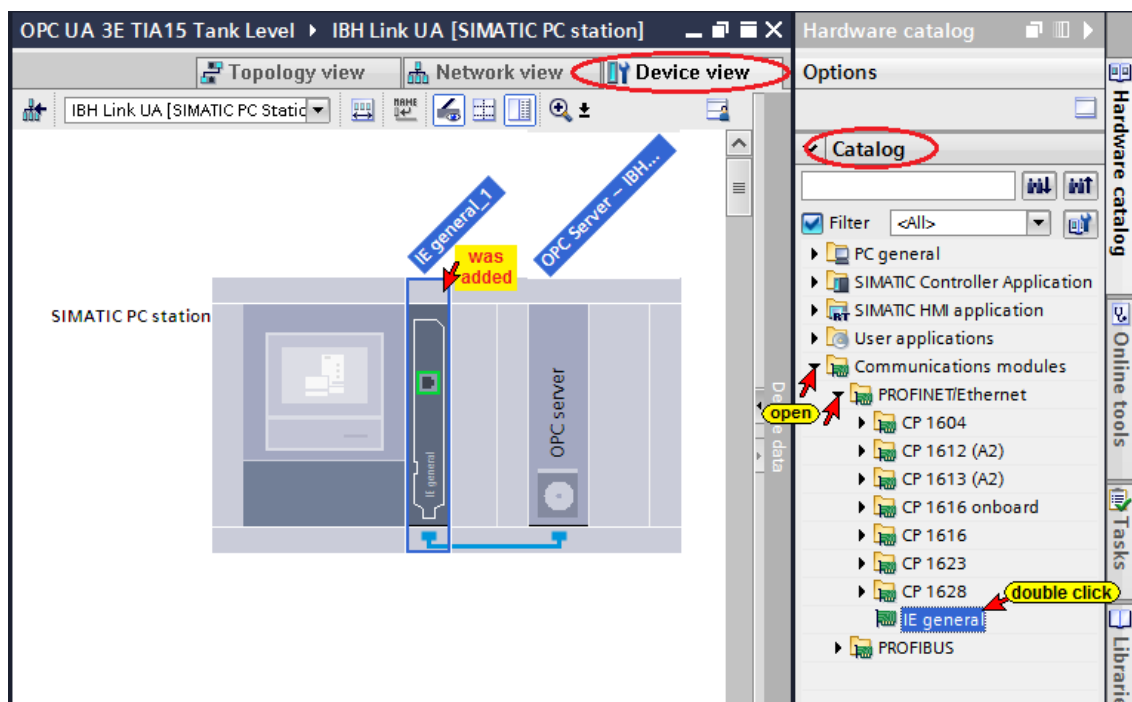 OPC UA 3E TIA15 Tank Level ▸ IBH Link UA [SIMATIC PC station]
Topology view
Network view
Device view
IBH Link UA [SIMATIC PC Static
NAME
IE general_1
OPC Server - IBH...
was
added
SIMATIC PC station
IE general
OPC server
Device data
Hardware catalog
Options
Catalog
Filter
<All>
PC general
SIMATIC Controller Application
SIMATIC HMI application
User applications
Communications modules
PROFINET/Ethernet
open
CP 1604
CP 1612 (A2)
CP 1613 (A2)
CP 1616 onboard
CP 1616
CP 1623
CP 1628
double click
IE general
PROFIBUS
Hardware catalog
Online tools
Tasks
Librarie